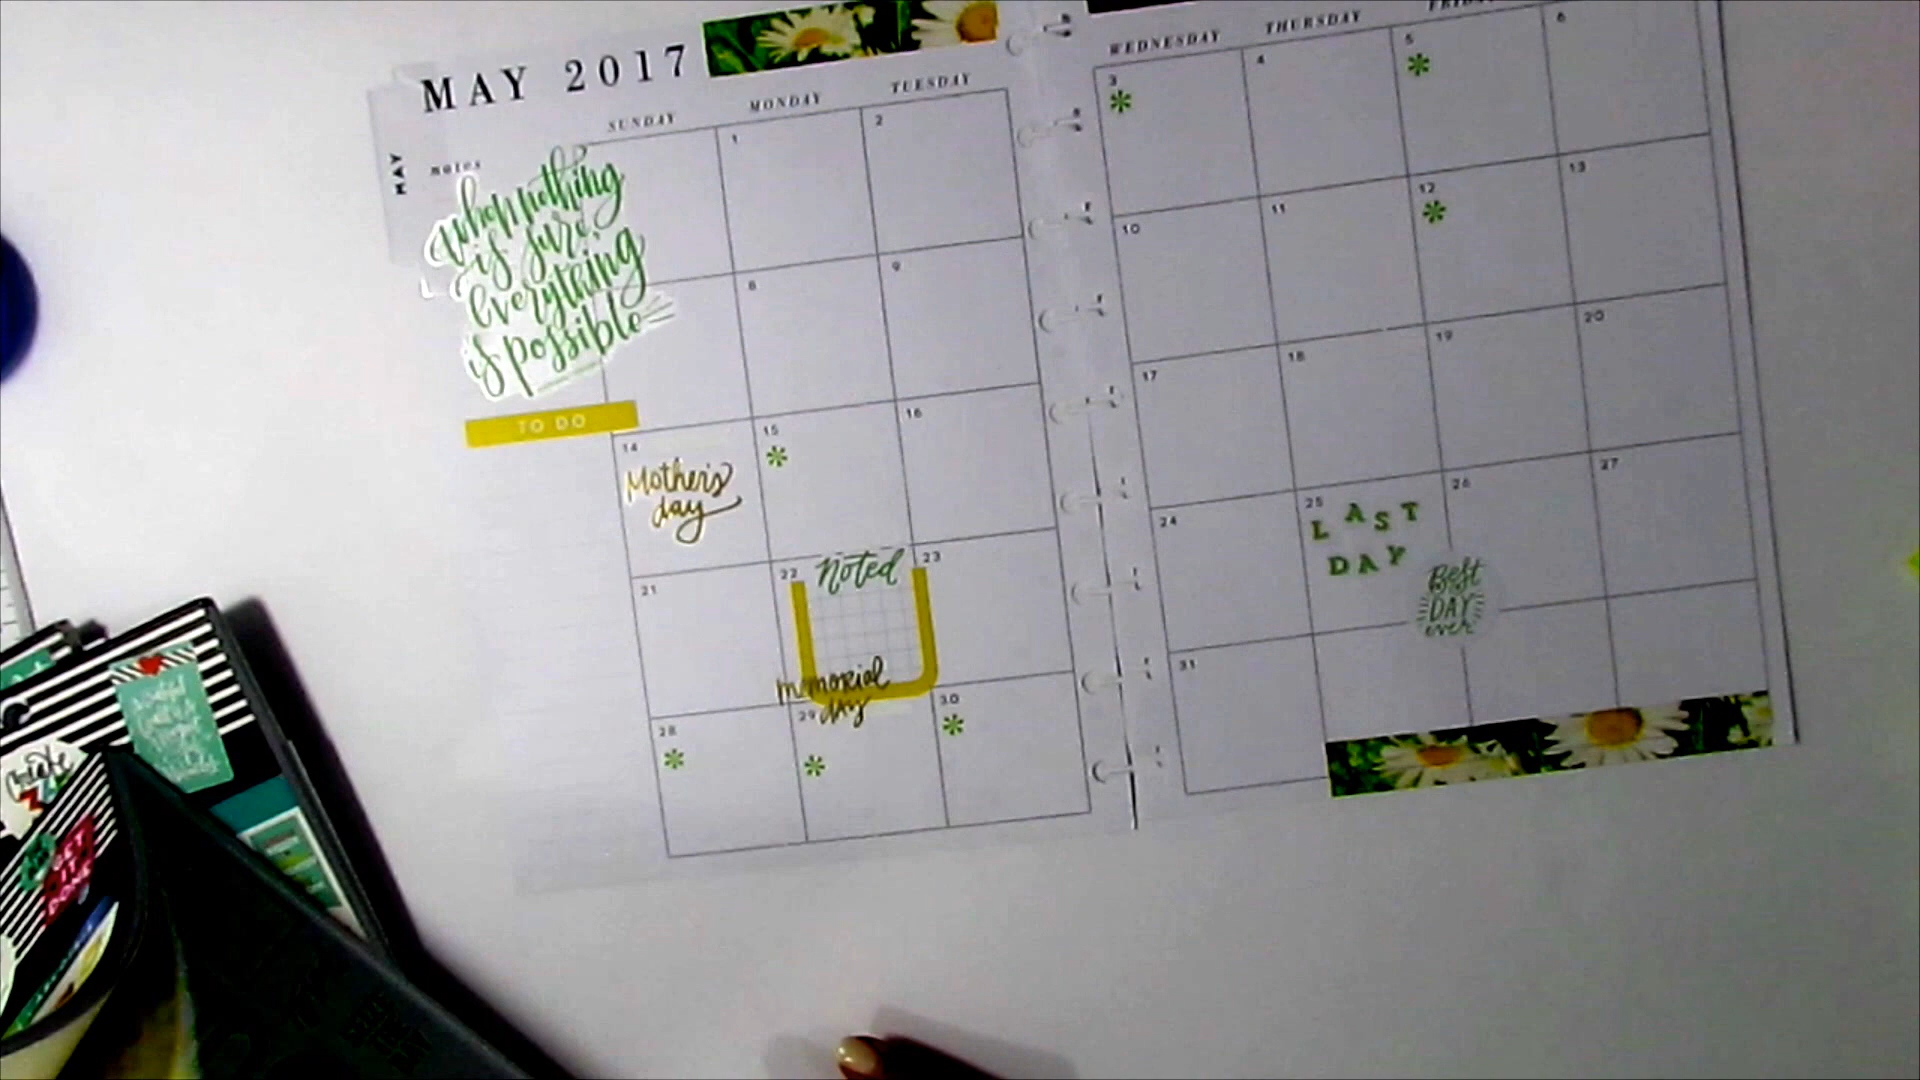 MAY 2017
MAY
notes
SUNDAY MONDAY TUESDAY WEDNESDAY THURSDAY
1 2 3 4 5 6
When nothing
is sure,
everything
is possible
8 9 10 11 12 13
TO DO
14 15 16 17 18 19 20
Mother's
day
21 22 23 24 25 26 27
Noted
LAST
DAY
Best
DAY
ever
memorial
day
28 29 30 31
create
GET
DONE